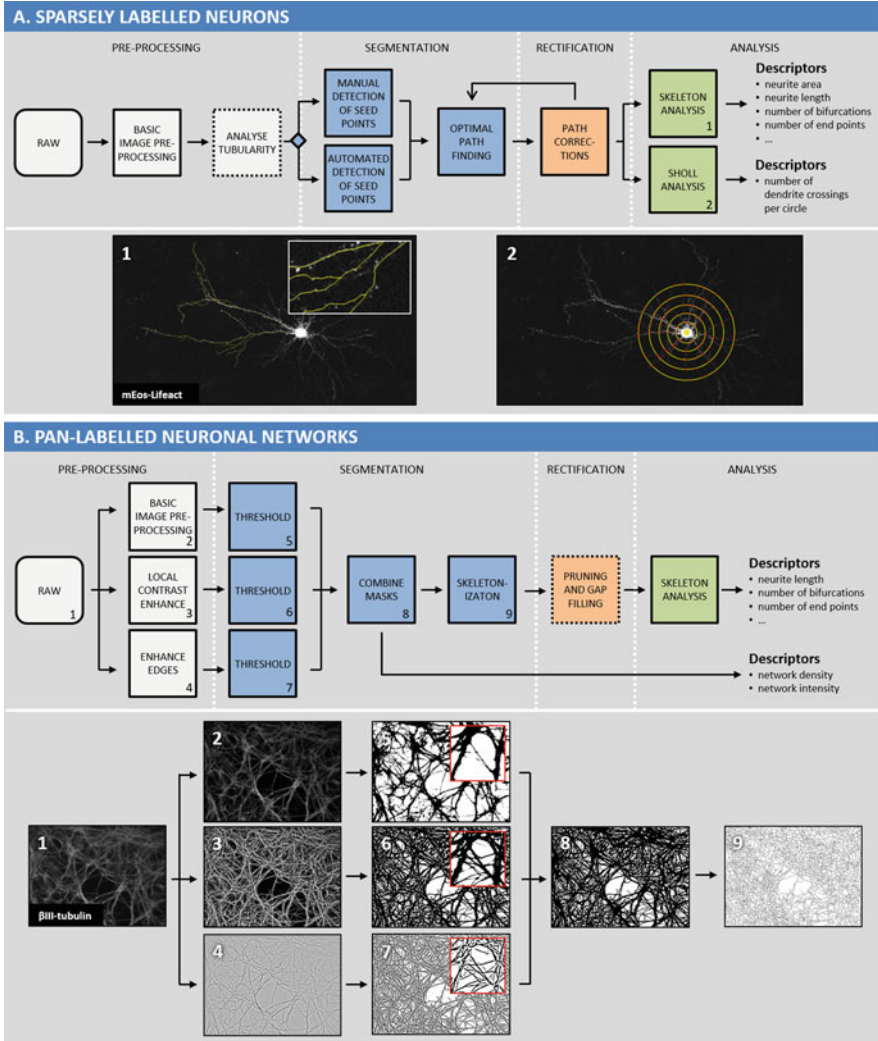 A. SPARSELY LABELLED NEURONS
PRE-PROCESSING
SEGMENTATION
RECTIFICATION
ANALYSIS
RAW
BASIC
IMAGE PRE-
PROCESSING
ANALYSE
TUBULARITY
MANUAL
DETECTION
OF SEED
POINTS
AUTOMATED
DETECTION
OF SEED
POINTS
OPTIMAL
PATH
FINDING
PATH
CORREC-
TIONS
SKELETON
ANALYSIS
1
SHOLL
ANALYSIS
2
Descriptors
• neurite area
• neurite length
• number of bifurcations
• number of end points
• ...
Descriptors
• number of
dendrite crossings
per circle
1
mEos-Lifeact
2
B. PAN-LABELLED NEURONAL NETWORKS
PRE-PROCESSING
SEGMENTATION
RECTIFICATION
ANALYSIS
RAW
1
BASIC
IMAGE PRE-
PROCESSING
2
LOCAL
CONTRAST
ENHANCE
3
ENHANCE
EDGES
4
THRESHOLD
5
THRESHOLD
6
THRESHOLD
7
COMBINE
MASKS
8
SKELETON-
IZATON
9
PRUNING
AND GAP
FILLING
SKELETON
ANALYSIS
Descriptors
• neurite length
• number of bifurcations
• number of end points
• ...
Descriptors
• network density
• network intensity
1
βIII-tubulin
2
3
4
5
6
7
8
9